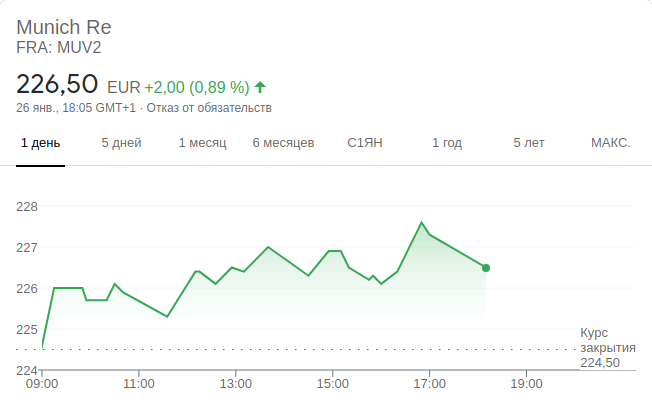 Munich Re
FRA: MUV2
226,50 EUR +2,00 (0,89 %)
26 янв., 18:05 GMT+1 · Отказ от обязательств
1 день 5 дней 1 месяц 6 месяцев С1ЯН 1 год 5 лет МАКС.
228
227
226
225
Курс
закрытия
224,50
224
09:00 11:00 13:00 15:00 17:00 19:00